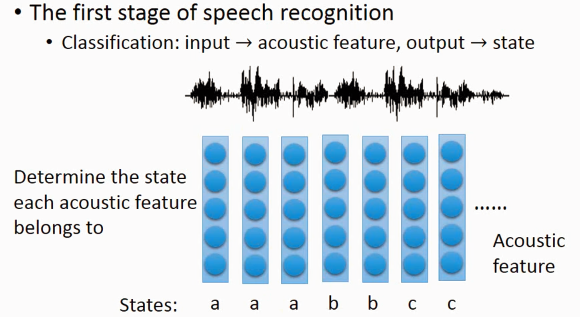 • The first stage of speech recognition
• Classification: input → acoustic feature, output → state
Determine the state
each acoustic feature
belongs to
......
Acoustic
feature
States: a a a b b c c